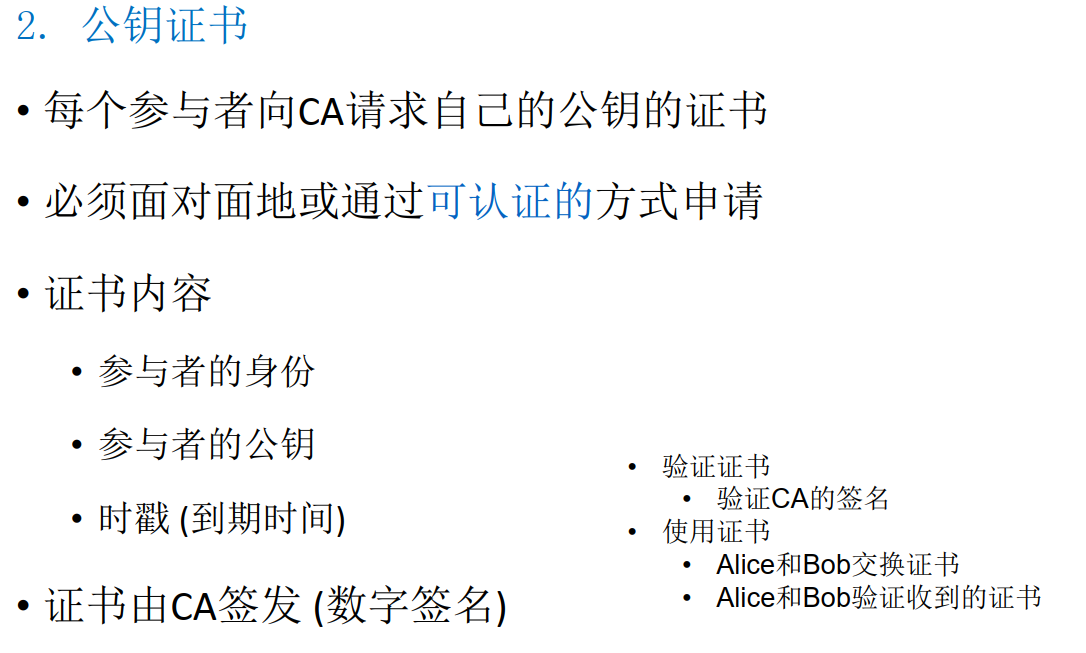 2. 公钥证书
• 每个参与者向CA请求自己的公钥的证书
• 必须面对面地或通过可认证的方式申请
• 证书内容
• 参与者的身份
• 参与者的公钥
• 时戳 (到期时间)
• 证书由CA签发 (数字签名)
• 验证证书
• 验证CA的签名
• 使用证书
• Alice和Bob交换证书
• Alice和Bob验证收到的证书